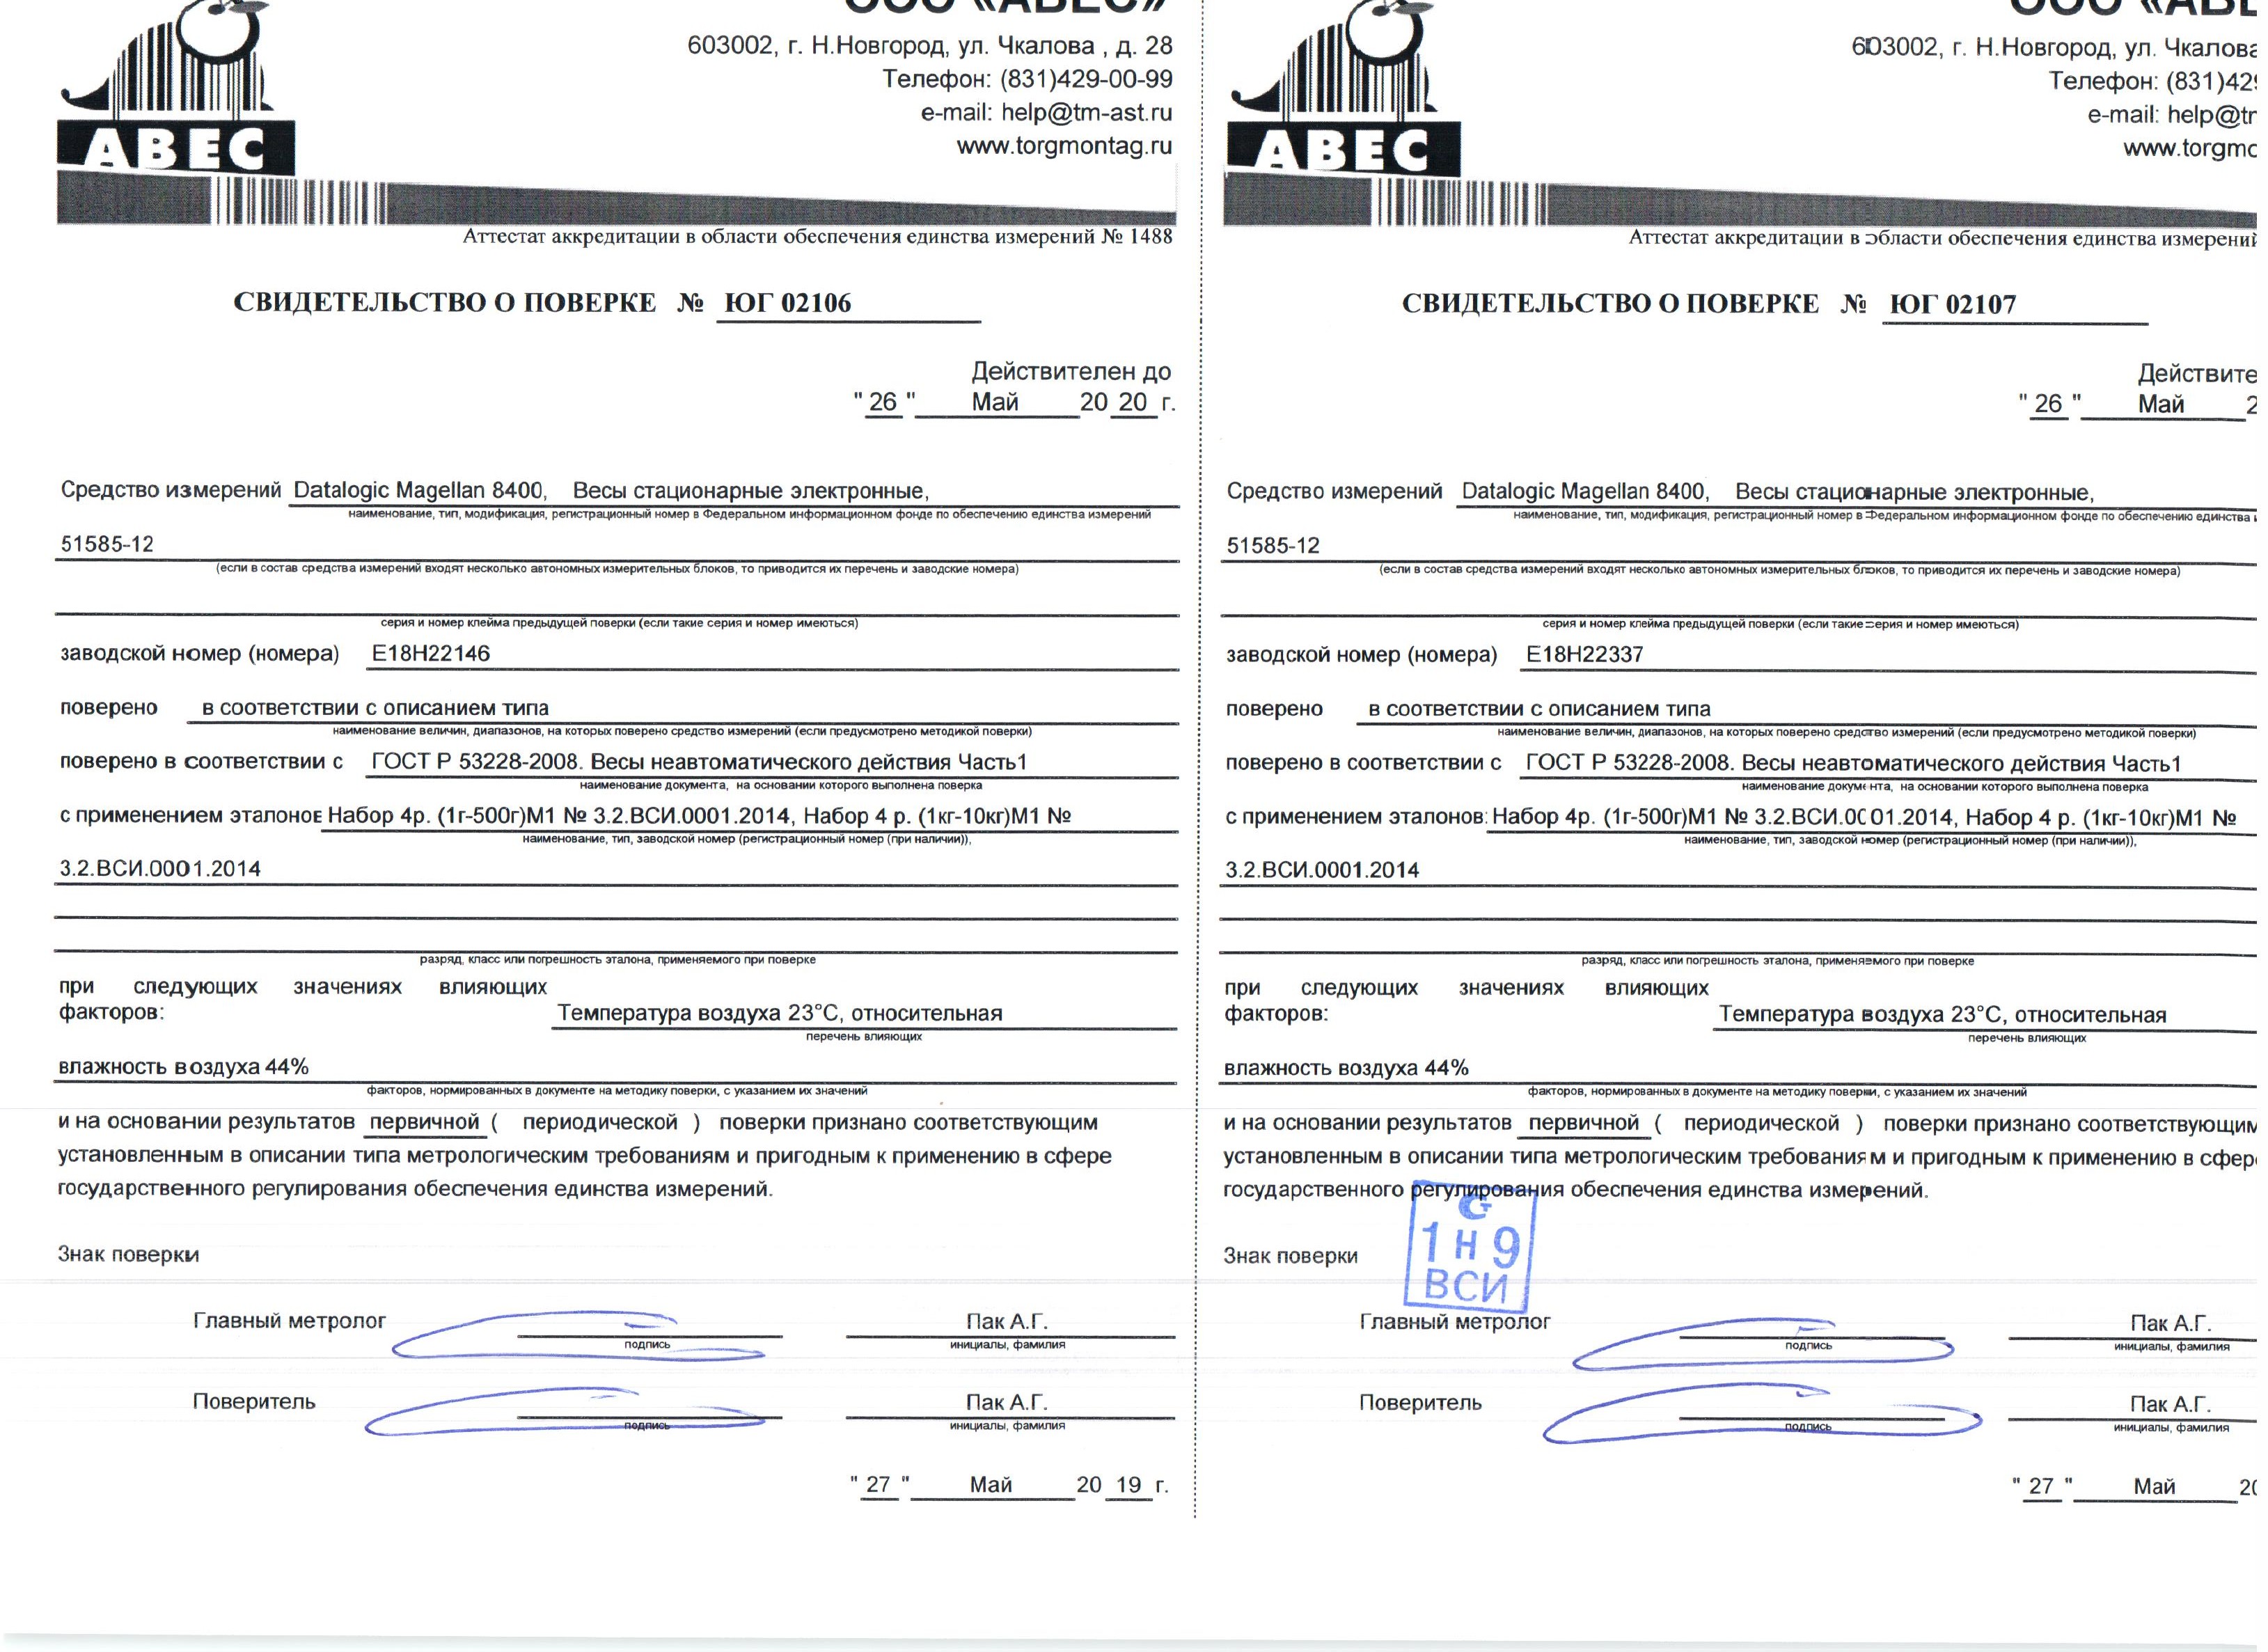 ООО «АВЕС»
603002, г. Н.Новгород, ул. Чкалова , д. 28
Телефон: (831)429-00-99
e-mail: help@tm-ast.ru
www.torgmontag.ru
АВЕС
Аттестат аккредитации в области обеспечения единства измерений № 1488
СВИДЕТЕЛЬСТВО О ПОВЕРКЕ № ЮГ 02106
Действителен до
" 26 " Май 20 20 г.
Средство измерений Datalogic Magellan 8400, Весы стационарные электронные,
наименование, тип, модификация, регистрационный номер в Федеральном информационном фонде по обеспечению единства измерений
51585-12
(если в состав средства измерений входят несколько автономных измерительных блоков, то приводится их перечень и заводские номера)
серия и номер клейма предыдущей поверки (если такие серия и номер имеються)
заводской номер (номера) E18H22146
поверено в соответствии с описанием типа
наименование величин, диапазонов, на которых поверено средство измерений (если предусмотрено методикой поверки)
поверено в соответствии с ГОСТ Р 53228-2008. Весы неавтоматического действия Часть1
наименование документа, на основании которого выполнена поверка
с применением эталонов Набор 4р. (1г-500г)М1 № 3.2.ВСИ.0001.2014, Набор 4 р. (1кг-10кг)М1 №
наименование, тип, заводской номер (регистрационный номер (при наличии)),
3.2.ВСИ.0001.2014
разряд, класс или погрешность эталона, применяемого при поверке
при следующих значениях влияющих
факторов: Температура воздуха 23°С, относительная
перечень влияющих
влажность воздуха 44%
факторов, нормированных в документе на методику поверки, с указанием их значений
и на основании результатов первичной ( периодической ) поверки признано соответствующим
установленным в описании типа метрологическим требованиям и пригодным к применению в сфере
государственного регулирования обеспечения единства измерений.
Знак поверки
Главный метролог Пак А.Г.
подпись инициалы, фамилия
Поверитель Пак А.Г.
подпись инициалы, фамилия
" 27 " Май 20 19 г.
ООО «АВЕ
603002, г. Н.Новгород, ул. Чкалова
Телефон: (831)429
e-mail: help@tm
www.torgmo
АВЕС
Аттестат аккредитации в области обеспечения единства измерений
СВИДЕТЕЛЬСТВО О ПОВЕРКЕ № ЮГ 02107
Действите
" 26 " Май 2
Средство измерений Datalogic Magellan 8400, Весы стационарные электронные,
наименование, тип, модификация, регистрационный номер в Федеральном информационном фонде по обеспечению единства и
51585-12
(если в состав средства измерений входят несколько автономных измерительных блоков, то приводится их перечень и заводские номера)
серия и номер клейма предыдущей поверки (если такие серия и номер имеються)
заводской номер (номера) E18H22337
поверено в соответствии с описанием типа
наименование величин, диапазонов, на которых поверено средство измерений (если предусмотрено методикой поверки)
поверено в соответствии с ГОСТ Р 53228-2008. Весы неавтоматического действия Часть1
наименование документа, на основании которого выполнена поверка
с применением эталонов: Набор 4р. (1г-500г)М1 № 3.2.ВСИ.0001.2014, Набор 4 р. (1кг-10кг)М1 №
наименование, тип, заводской номер (регистрационный номер (при наличии)),
3.2.ВСИ.0001.2014
разряд, класс или погрешность эталона, применяемого при поверке
при следующих значениях влияющих
факторов: Температура воздуха 23°С, относительная
перечень влияющих
влажность воздуха 44%
факторов, нормированных в документе на методику поверки, с указанием их значений
и на основании результатов первичной ( периодической ) поверки признано соответствующим
установленным в описании типа метрологическим требованиям и пригодным к применению в сфере
государственного регулирования обеспечения единства измерений.
1 Н 9
ВСИ
Знак поверки
Главный метролог Пак А.Г.
подпись инициалы, фамилия
Поверитель Пак А.Г.
подпись инициалы, фамилия
" 27 " Май 20